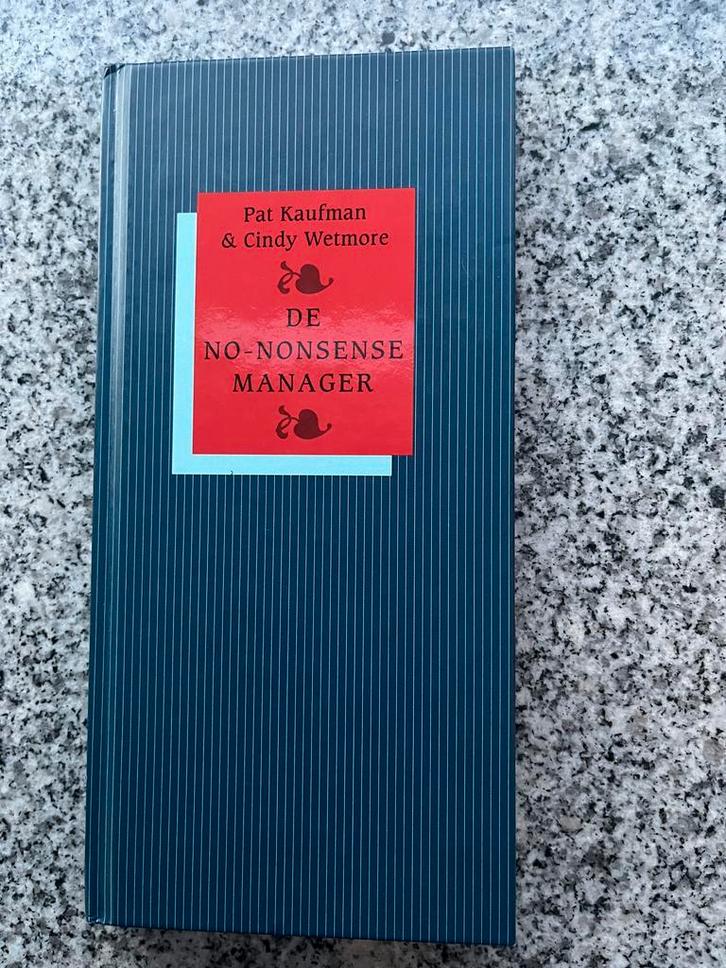 Pat Kaufman
& Cindy Wetmore
DE
NO-NONSENSE
MANAGER